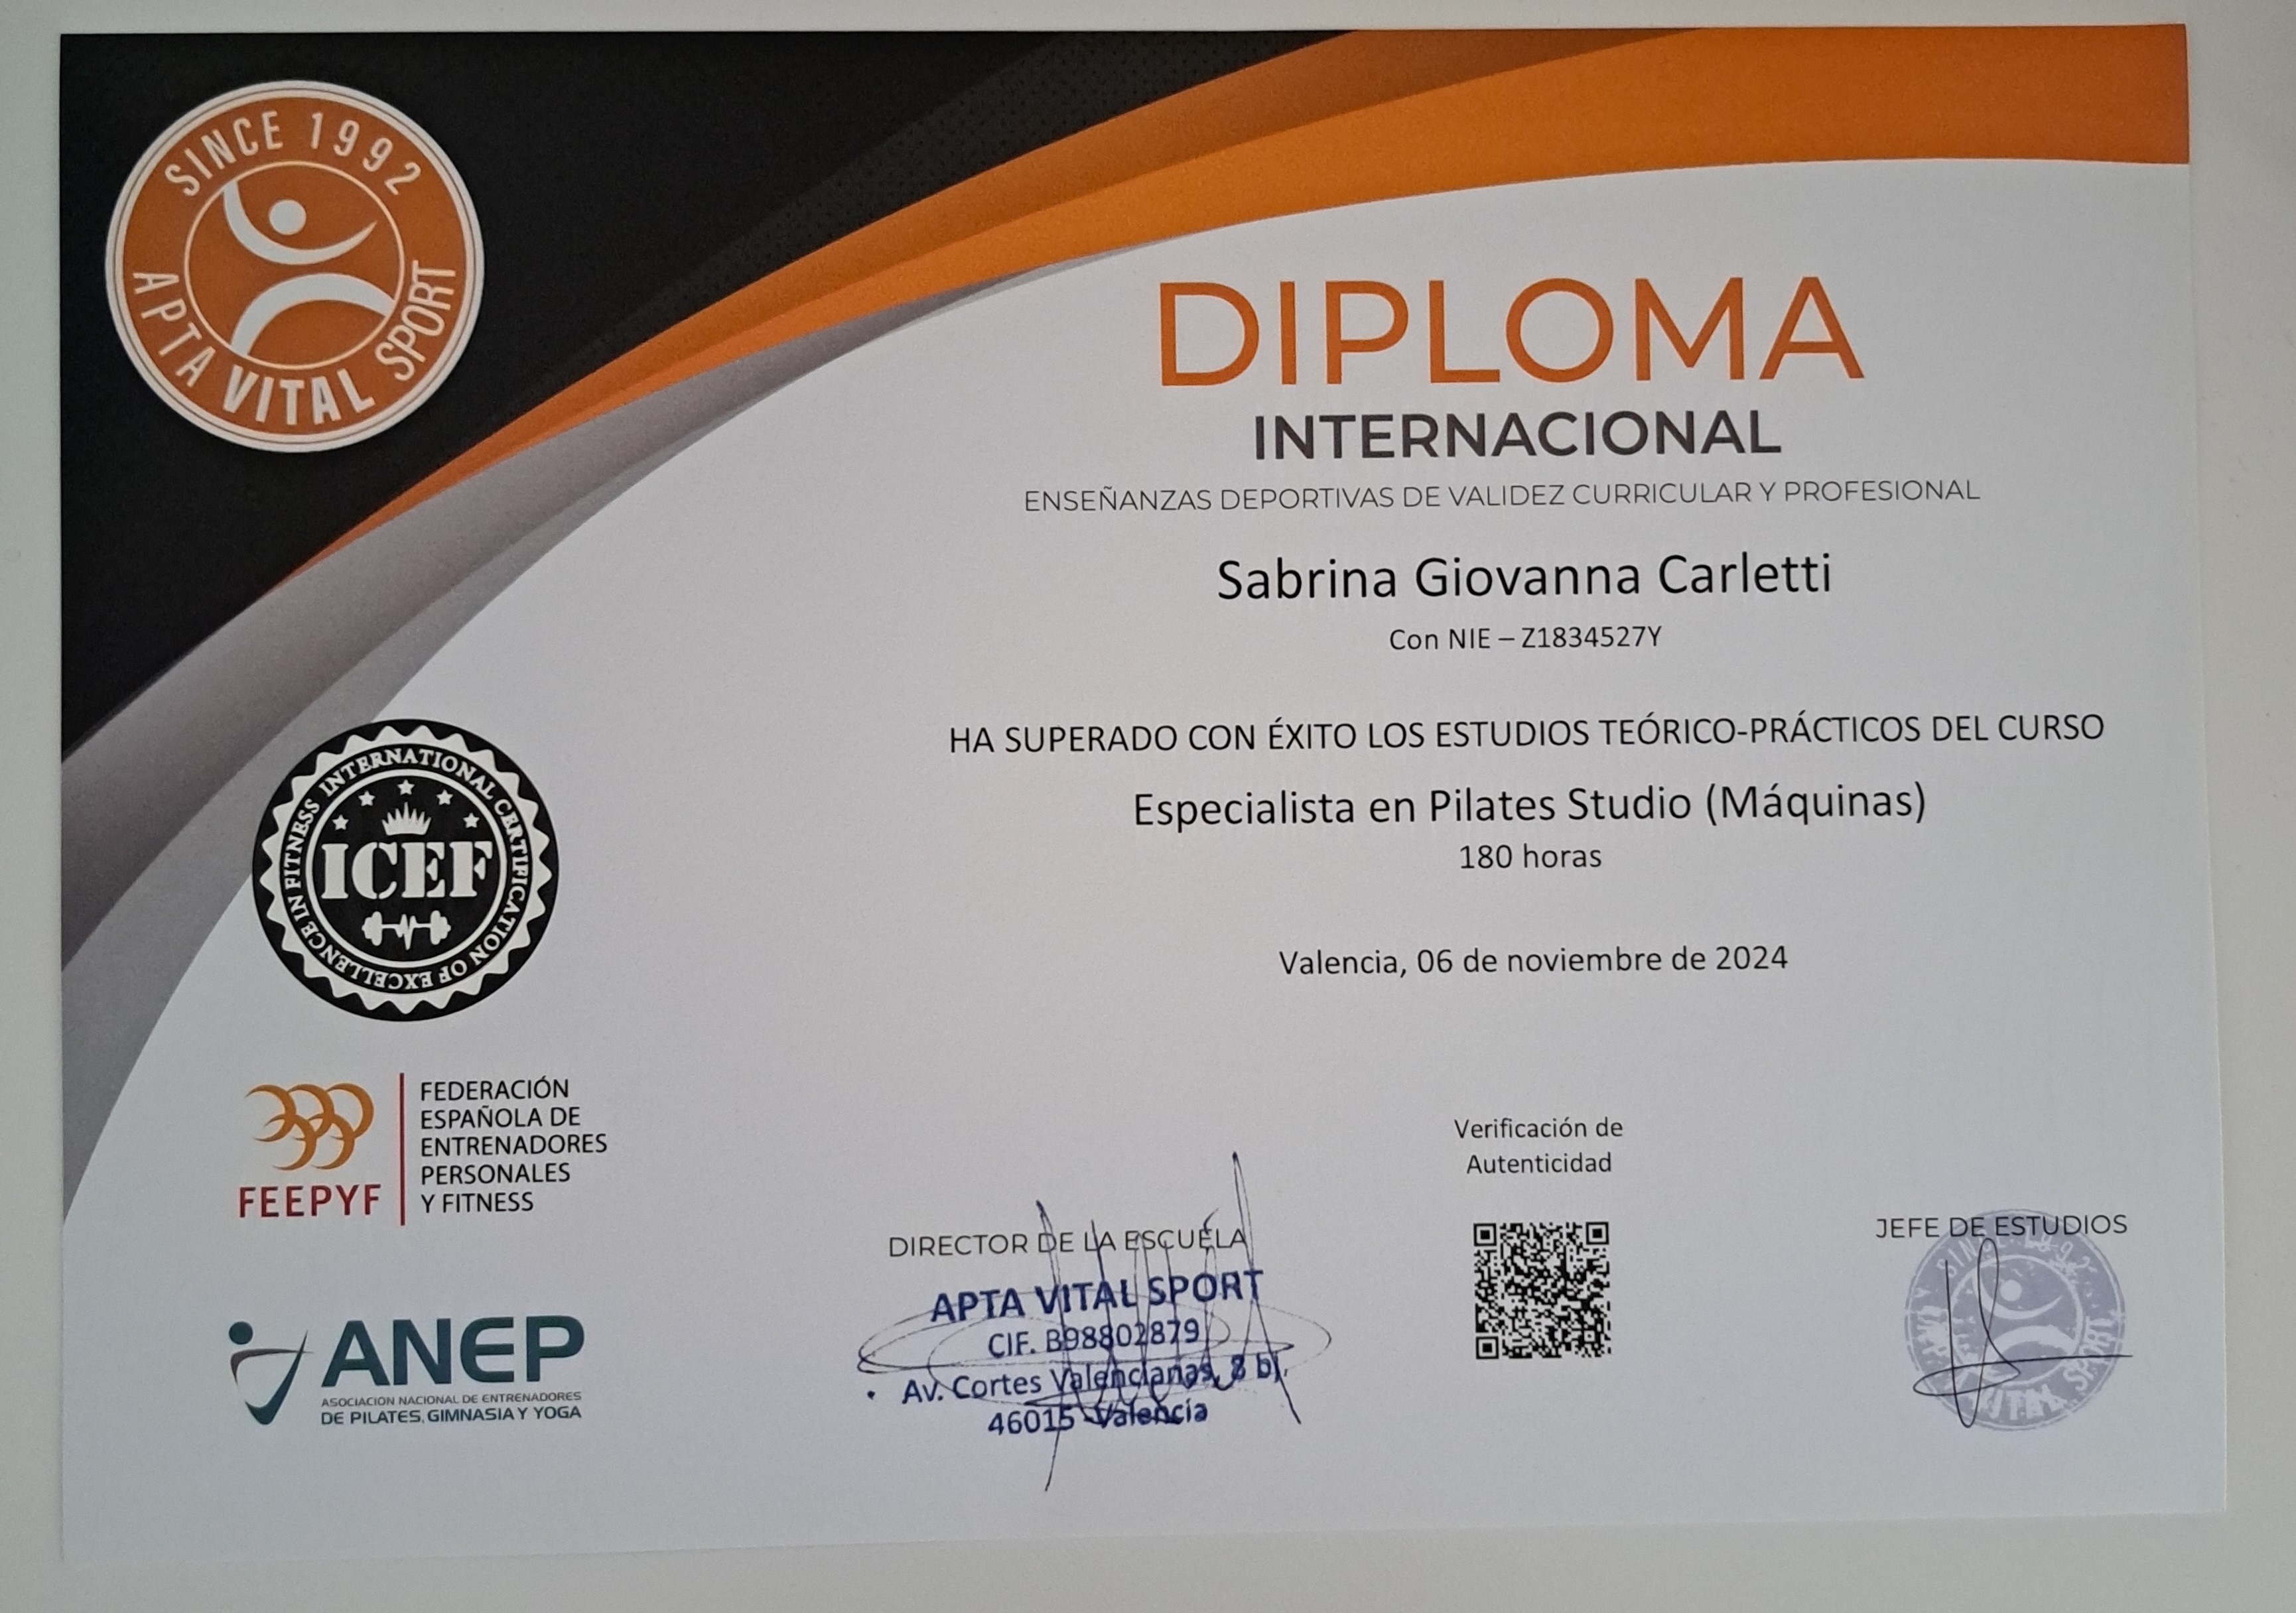 SINCE 1992
APTA VITAL SPORT
DIPLOMA
INTERNACIONAL
ENSEÑANZAS DEPORTIVAS DE VALIDEZ CURRICULAR Y PROFESIONAL
Sabrina Giovanna Carletti
Con NIE – Z1834527Y
HA SUPERADO CON ÉXITO LOS ESTUDIOS TEÓRICO-PRÁCTICOS DEL CURSO
Especialista en Pilates Studio (Máquinas)
180 horas
Valencia, 06 de noviembre de 2024
INTERNATIONAL CERTIFICATION OF EXCELLENCE IN FITNESS
ICEF
FEEPYF
FEDERACIÓN
ESPAÑOLA DE
ENTRENADORES
PERSONALES
Y FITNESS
ANEP
ASOCIACION NACIONAL DE ENTRENADORES
DE PILATES, GIMNASIA Y YOGA
DIRECTOR DE LA ESCUELA
APTA VITAL SPORT
CIF. B98802879
Av. Cortes Valencianas, 8 bj.
46015 -Valencia
Verificación de
Autenticidad
JEFE DE ESTUDIOS